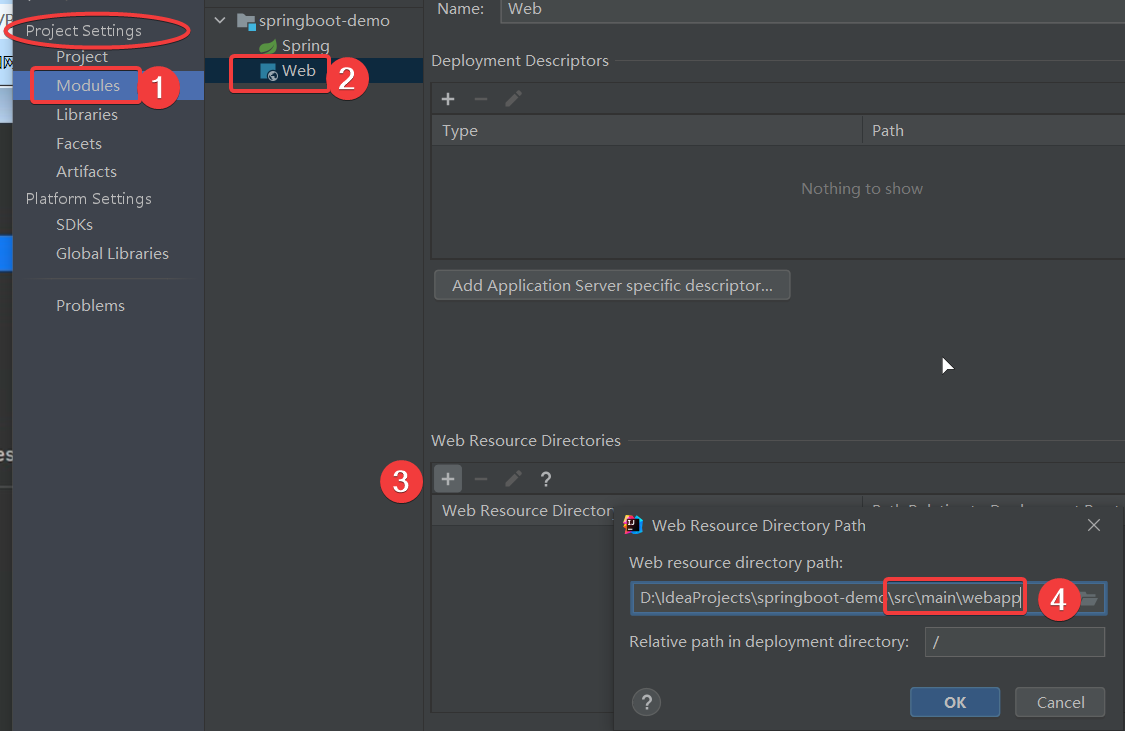 Project Settings
Project
Modules
1
Libraries
Facets
Artifacts
Platform Settings
SDKs
Global Libraries
Problems
springboot-demo
Spring
Web
2
Name:
Web
Deployment Descriptors
Type
Path
Nothing to show
Add Application Server specific descriptor...
Web Resource Directories
3
?
Web Resource Director
Web Resource Directory Path
Web resource directory path:
D:\IdeaProjects\springboot-demo\src\main\webapp
4
Relative path in deployment directory:
/
?
OK
Cancel